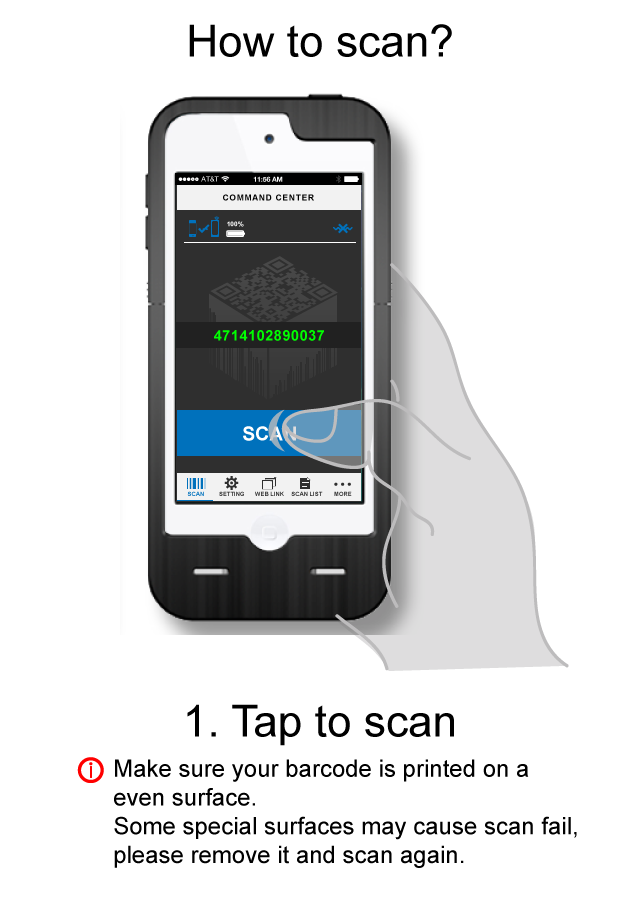 How to scan?
AT&T 11:56 AM
COMMAND CENTER
100%
4714102890037
SCAN
SCAN SETTING WEB LINK SCAN LIST MORE
1. Tap to scan
Make sure your barcode is printed on a
even surface.
Some special surfaces may cause scan fail,
please remove it and scan again.